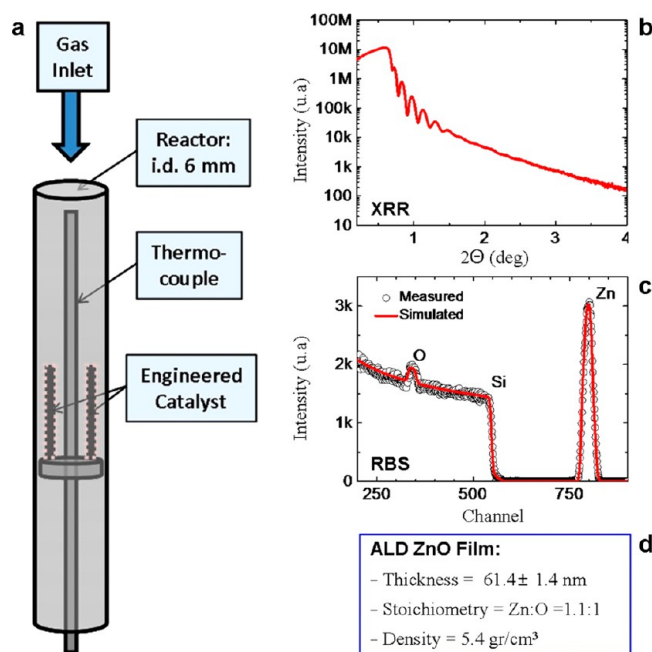 a
Gas
Inlet
Reactor:
i.d. 6 mm
Thermo-
couple
Engineered
Catalyst
b
100M
10M
1M
100k
10k
1k
100
10
Intensity (u.a)
XRR
1 2 3 4
2Θ (deg)
c
Measured
Simulated
Zn
O
Si
3k
2k
1k
0
Intensity (u.a)
RBS
250 500 750
Channel
d
ALD ZnO Film:
- Thickness = 61.4± 1.4 nm
- Stoichiometry = Zn:O =1.1:1
- Density = 5.4 gr/cm³